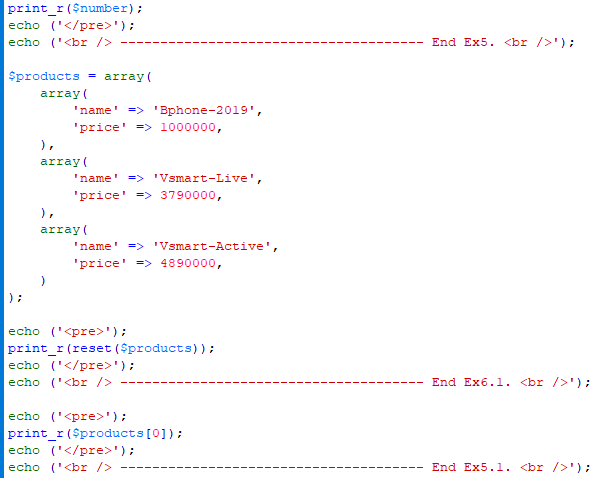 print_r($number);
echo ('</pre>');
echo ('<br /> -------------------------------------- End Ex5. <br />');
$products = array(
    array(
        'name' => 'Bphone-2019',
        'price' => 1000000,
    ),
    array(
        'name' => 'Vsmart-Live',
        'price' => 3790000,
    ),
    array(
        'name' => 'Vsmart-Active',
        'price' => 4890000,
    )
);
echo ('<pre>');
print_r(reset($products));
echo ('</pre>');
echo ('<br /> -------------------------------------- End Ex6.1. <br />');
echo ('<pre>');
print_r($products[0]);
echo ('</pre>');
echo ('<br /> -------------------------------------- End Ex5.1. <br />');